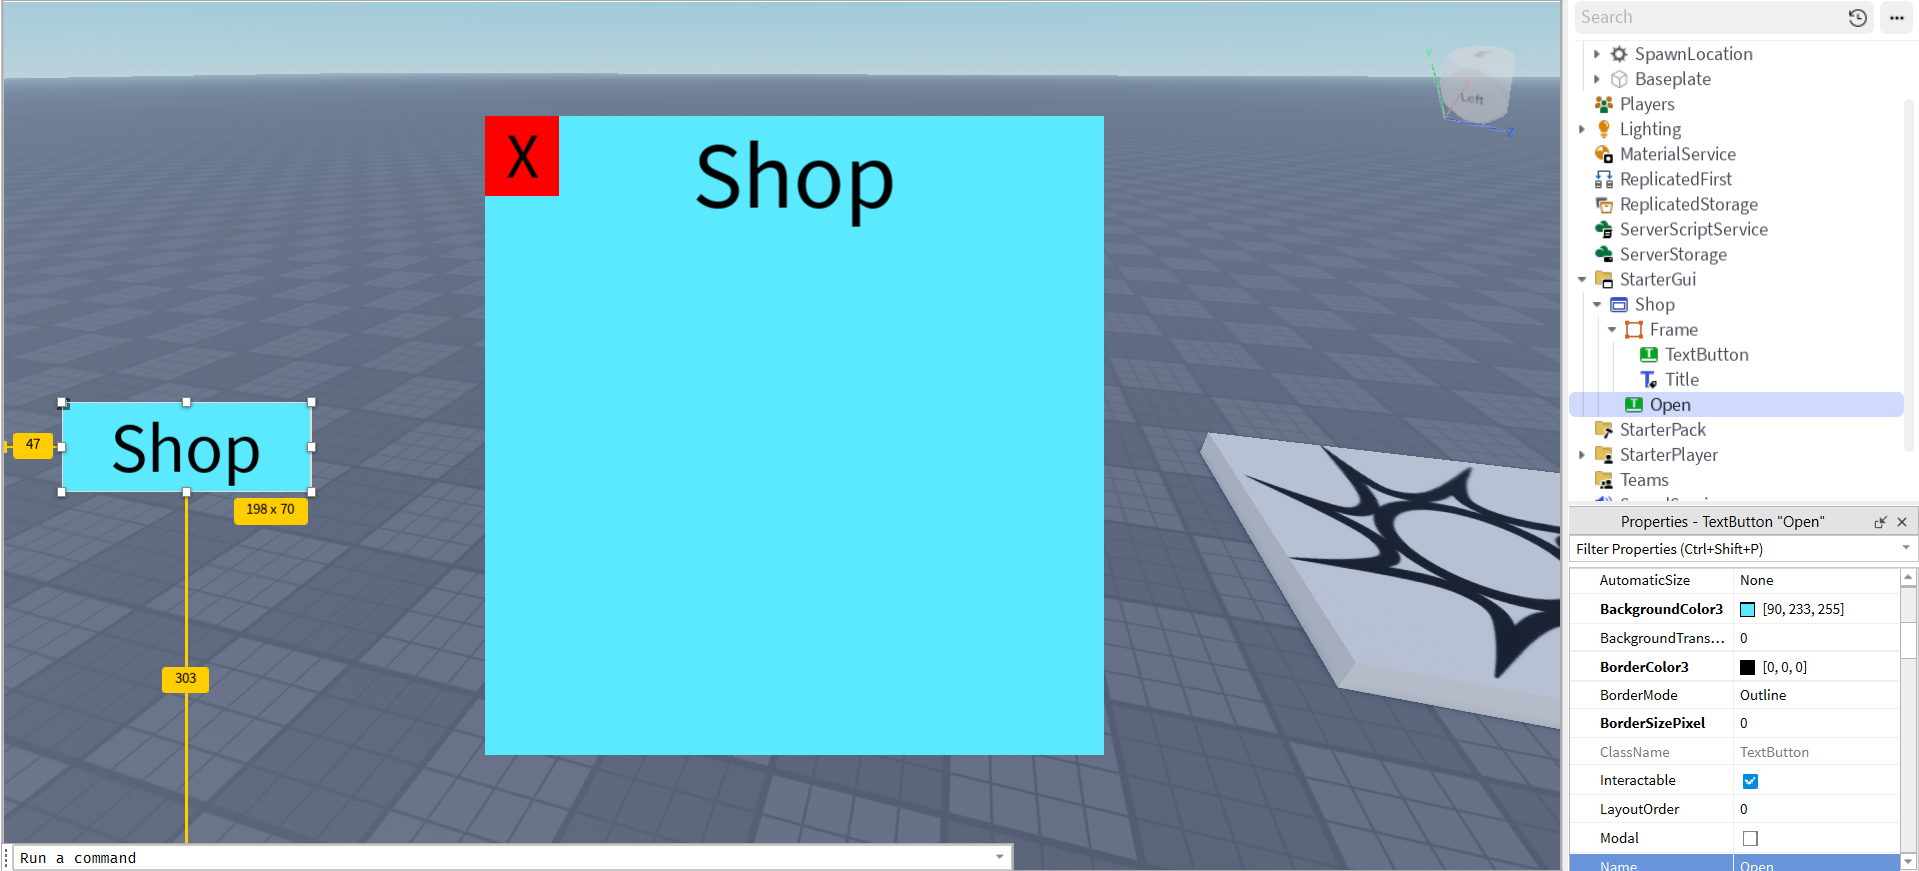 X
Shop
Shop
47
198 x 70
303
Run a command
Y
Left
Z
Search
SpawnLocation
Baseplate
Players
Lighting
MaterialService
ReplicatedFirst
ReplicatedStorage
ServerScriptService
ServerStorage
StarterGui
Shop
Frame
TextButton
Title
Open
StarterPack
StarterPlayer
Teams
Properties - TextButton "Open"
Filter Properties (Ctrl+Shift+P)
AutomaticSize None
BackgroundColor3 [90, 233, 255]
BackgroundTrans... 0
BorderColor3 [0, 0, 0]
BorderMode Outline
BorderSizePixel 0
ClassName TextButton
Interactable
LayoutOrder 0
Modal
Name Open